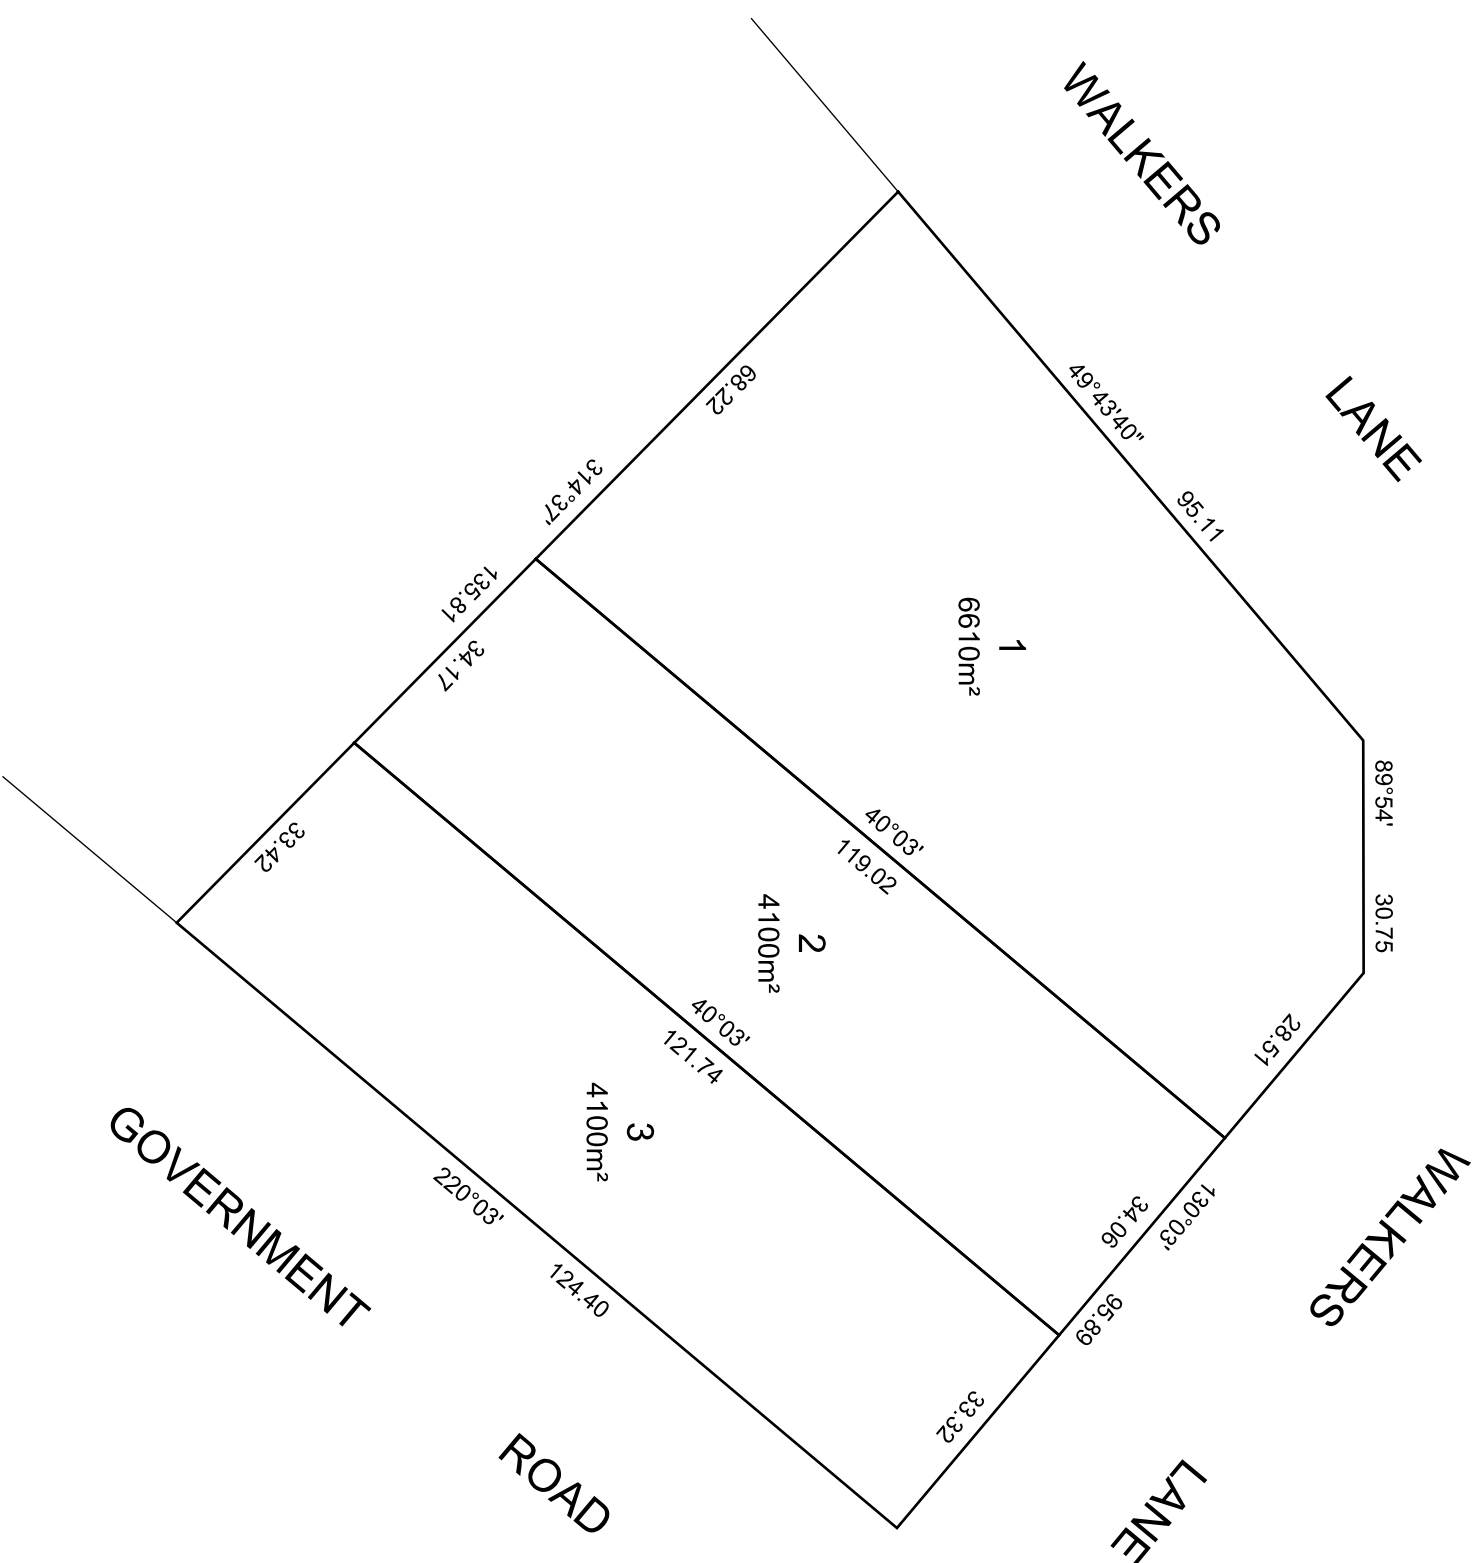 WALKERS
LANE
49°43'40"
95.11
68.22
314°37'
135.81
34.17
33.42
1
6610m²
89°54'
30.75
28.51
40°03'
119.02
2
4100m²
40°03'
121.74
3
4100m²
34.06
130°03'
95.89
33.32
WALKERS
LANE
220°03'
124.40
GOVERNMENT
ROAD